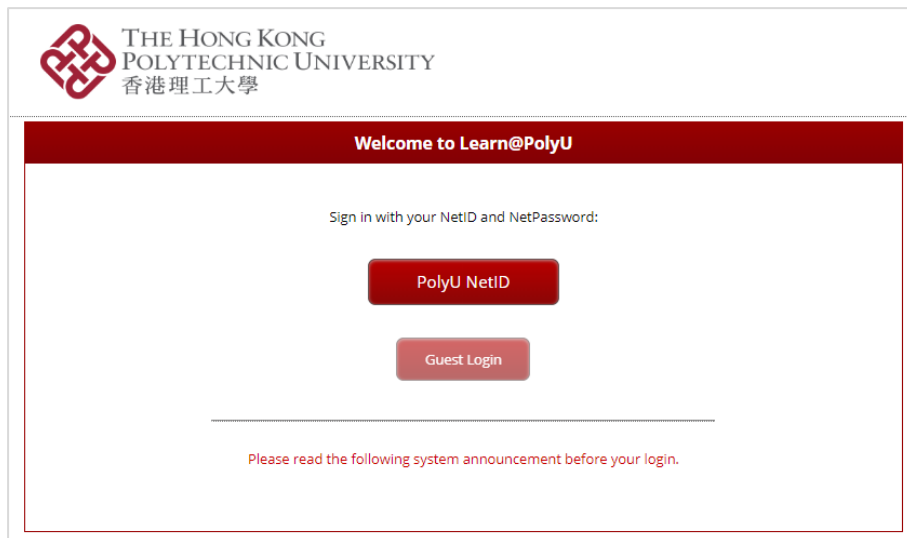 THE HONG KONG
POLYTECHNIC UNIVERSITY
香港理工大學
Welcome to Learn@PolyU
Sign in with your NetID and NetPassword:
PolyU NetID
Guest Login
Please read the following system announcement before your login.